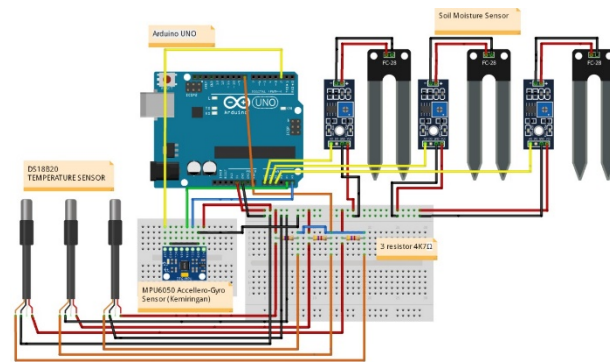 Arduino UNO
Soil Moisture Sensor
FC-28
FC-28
FC-28
UNO
DS18B20
TEMPERATURE SENSOR
3 resistor 4K7Ω
MPU6050 Accellero-Gyro
Sensor (Kemiringan)